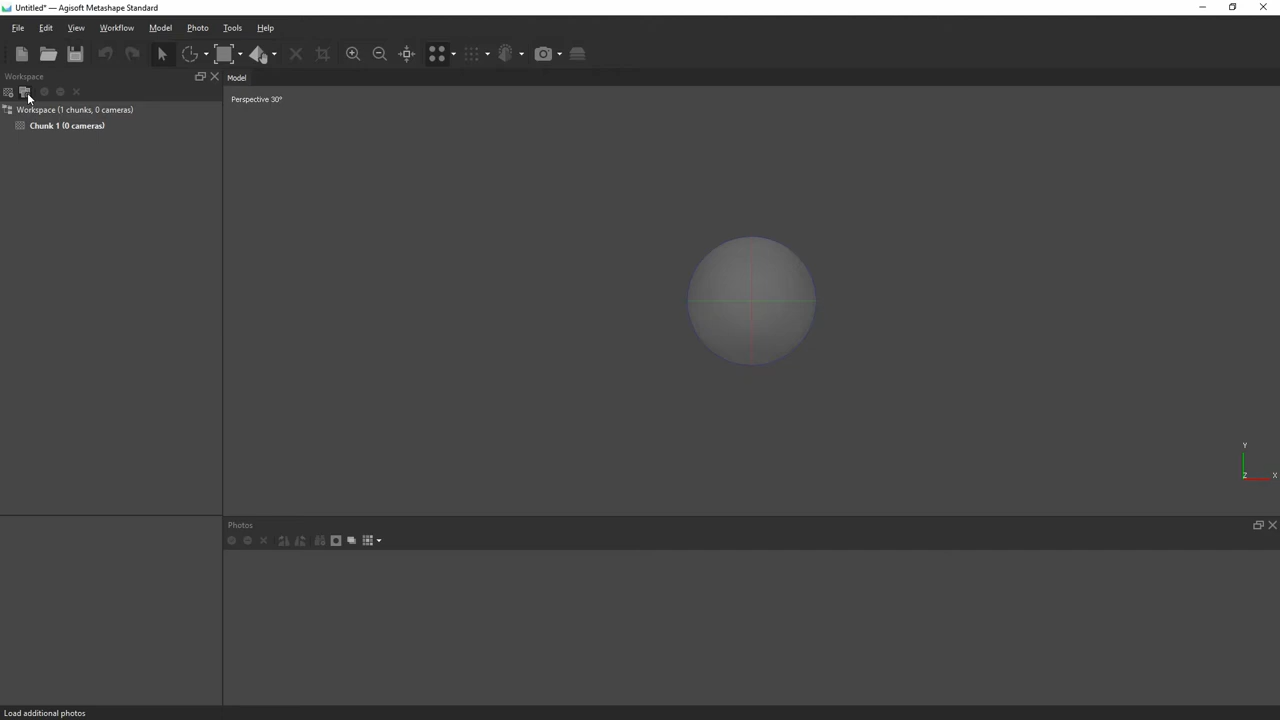 Untitled* — Agisoft Metashape Standard
File Edit View Workflow Model Photo Tools Help
Workspace
Model
Workspace (1 chunks, 0 cameras)
Chunk 1 (0 cameras)
Perspective 30°
Y
Z X
Photos
Load additional photos